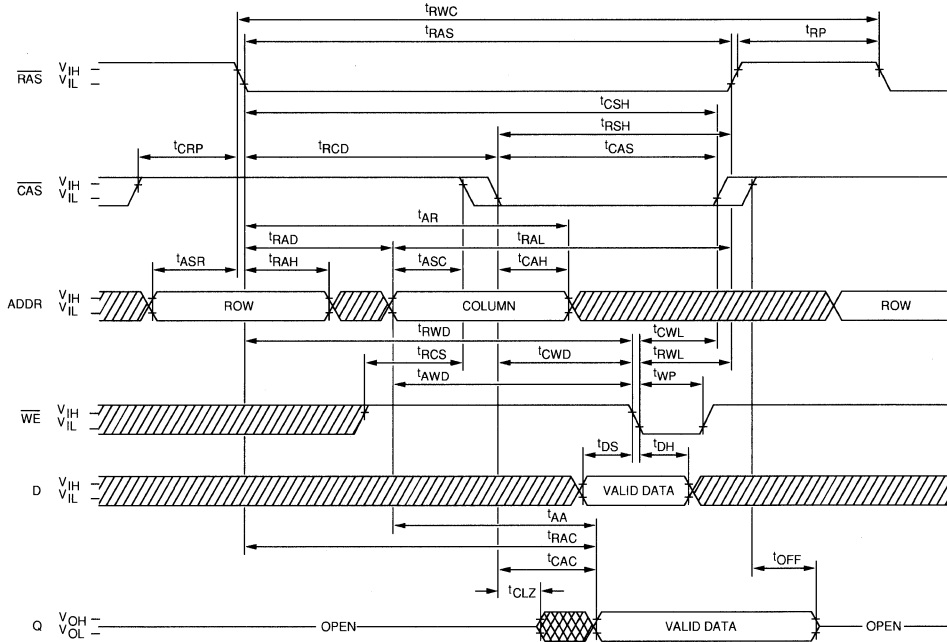 tRWC
tRAS
tRP
RAS VIH
VIL
tCSH
tRSH
tCRP
tRCD
tCAS
CAS VIH
VIL
tAR
tRAD
tRAL
tASR
tRAH
tASC
tCAH
ADDR VIH
VIL
ROW
COLUMN
ROW
tRWD
tCWL
tRCS
tCWD
tRWL
tAWD
tWP
WE VIH
VIL
tDS
tDH
D VIH
VIL
VALID DATA
tAA
tRAC
tCAC
tOFF
tCLZ
Q VOH
VOL
OPEN
VALID DATA
OPEN